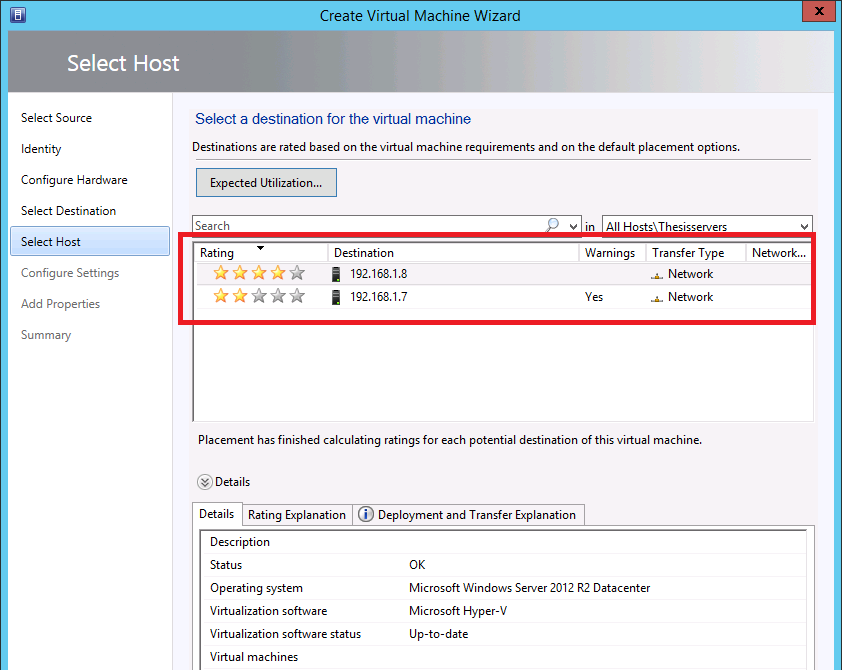 Create Virtual Machine Wizard
x
Select Host
Select Source
Identity
Configure Hardware
Select Destination
Select Host
Configure Settings
Add Properties
Summary
Select a destination for the virtual machine
Destinations are rated based on the virtual machine requirements and on the default placement options.
Expected Utilization...
Search in All Hosts\Thesisservers
Rating Destination Warnings Transfer Type Network...
192.168.1.8 Network
192.168.1.7 Yes Network
Placement has finished calculating ratings for each potential destination of this virtual machine.
Details
Details Rating Explanation Deployment and Transfer Explanation
Description
Status OK
Operating system Microsoft Windows Server 2012 R2 Datacenter
Virtualization software Microsoft Hyper-V
Virtualization software status Up-to-date
Virtual machines